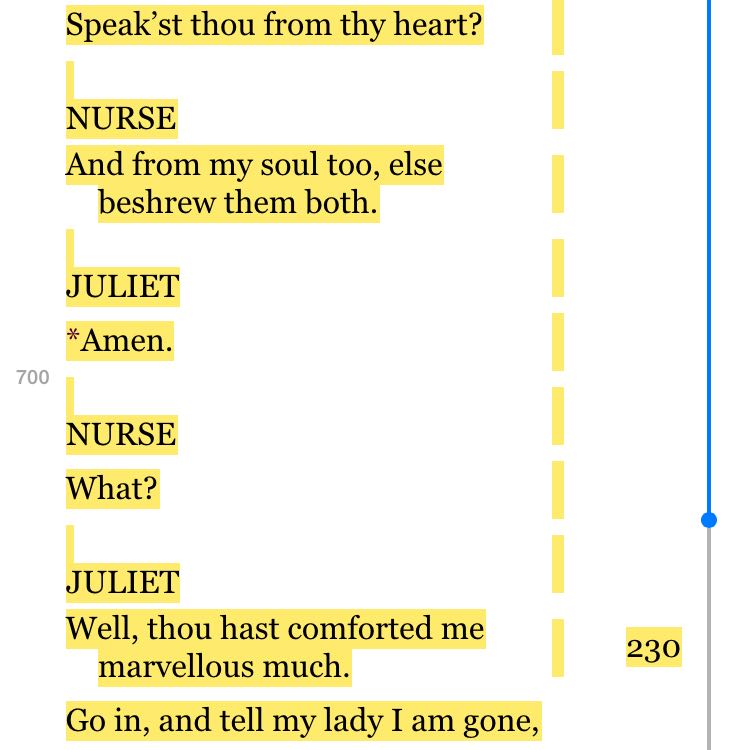 Speak’st thou from thy heart?
NURSE
And from my soul too, else
beshrew them both.
JULIET
*Amen.
700
NURSE
What?
JULIET
Well, thou hast comforted me
marvellous much. 230
Go in, and tell my lady I am gone,